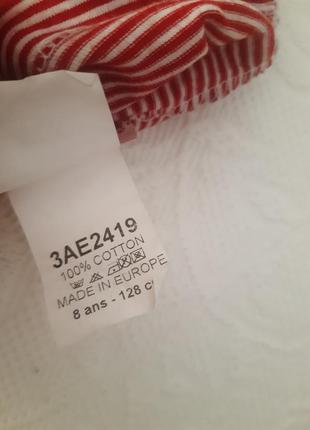 3AE2419
100% COTTON
MADE IN EUROPE
8 ans - 128 c